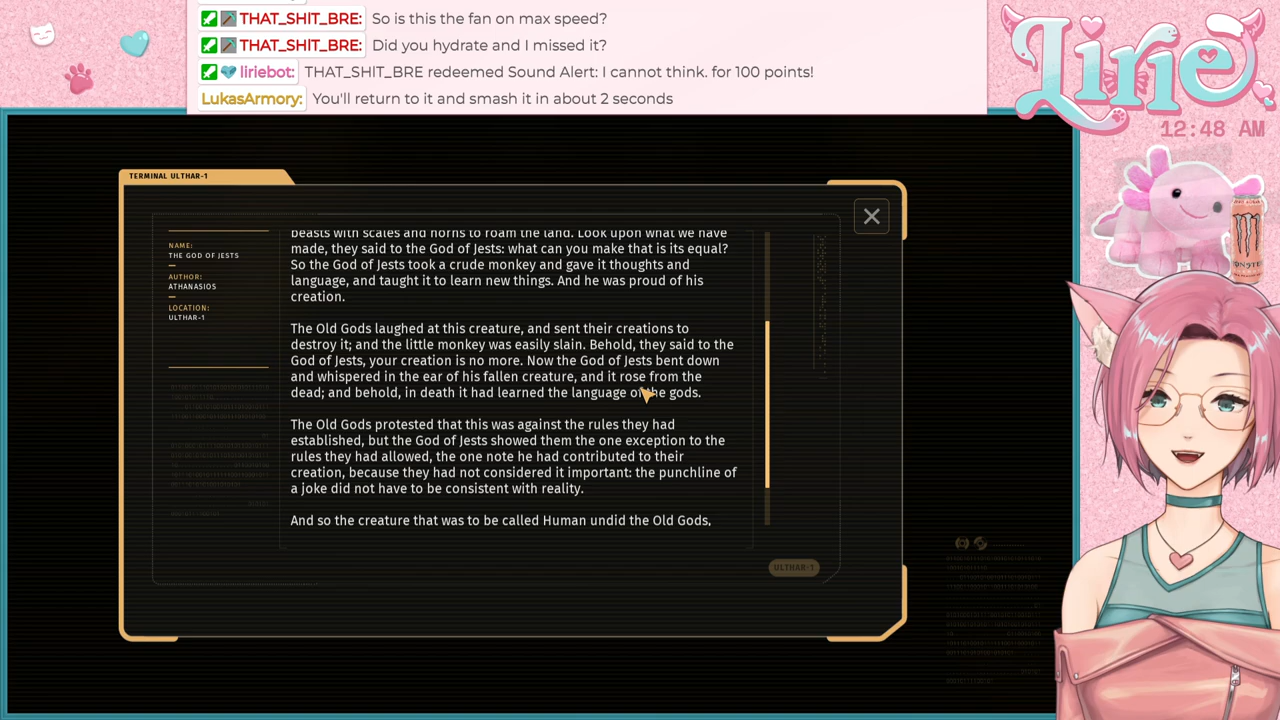 THAT_SHIT_BRE: So is this the fan on max speed?
THAT_SHIT_BRE: Did you hydrate and I missed it?
liriebot: THAT_SHIT_BRE redeemed Sound Alert: I cannot think. for 100 points!
LukasArmory: You'll return to it and smash it in about 2 seconds
Lirie
12:48 AM
TERMINAL ULTHAR-1
NAME:
THE GOD OF JESTS
AUTHOR:
ATHANASIOS
LOCATION:
ULTHAR-1
beasts with scales and horns to roam the land. Look upon what we have
made, they said to the God of Jests: what can you make that is its equal?
So the God of Jests took a crude monkey and gave it thoughts and
language, and taught it to learn new things. And he was proud of his
creation.
The Old Gods laughed at this creature, and sent their creations to
destroy it; and the little monkey was easily slain. Behold, they said to the
God of Jests, your creation is no more. Now the God of Jests bent down
and whispered in the ear of his fallen creature, and it rose from the
dead; and behold, in death it had learned the language of the gods.
The Old Gods protested that this was against the rules they had
established, but the God of Jests showed them the one exception to the
rules they had allowed, the one note he had contributed to their
creation, because they had not considered it important: the punchline of
a joke did not have to be consistent with reality.
And so the creature that was to be called Human undid the Old Gods.
ULTHAR-1
MONSTER